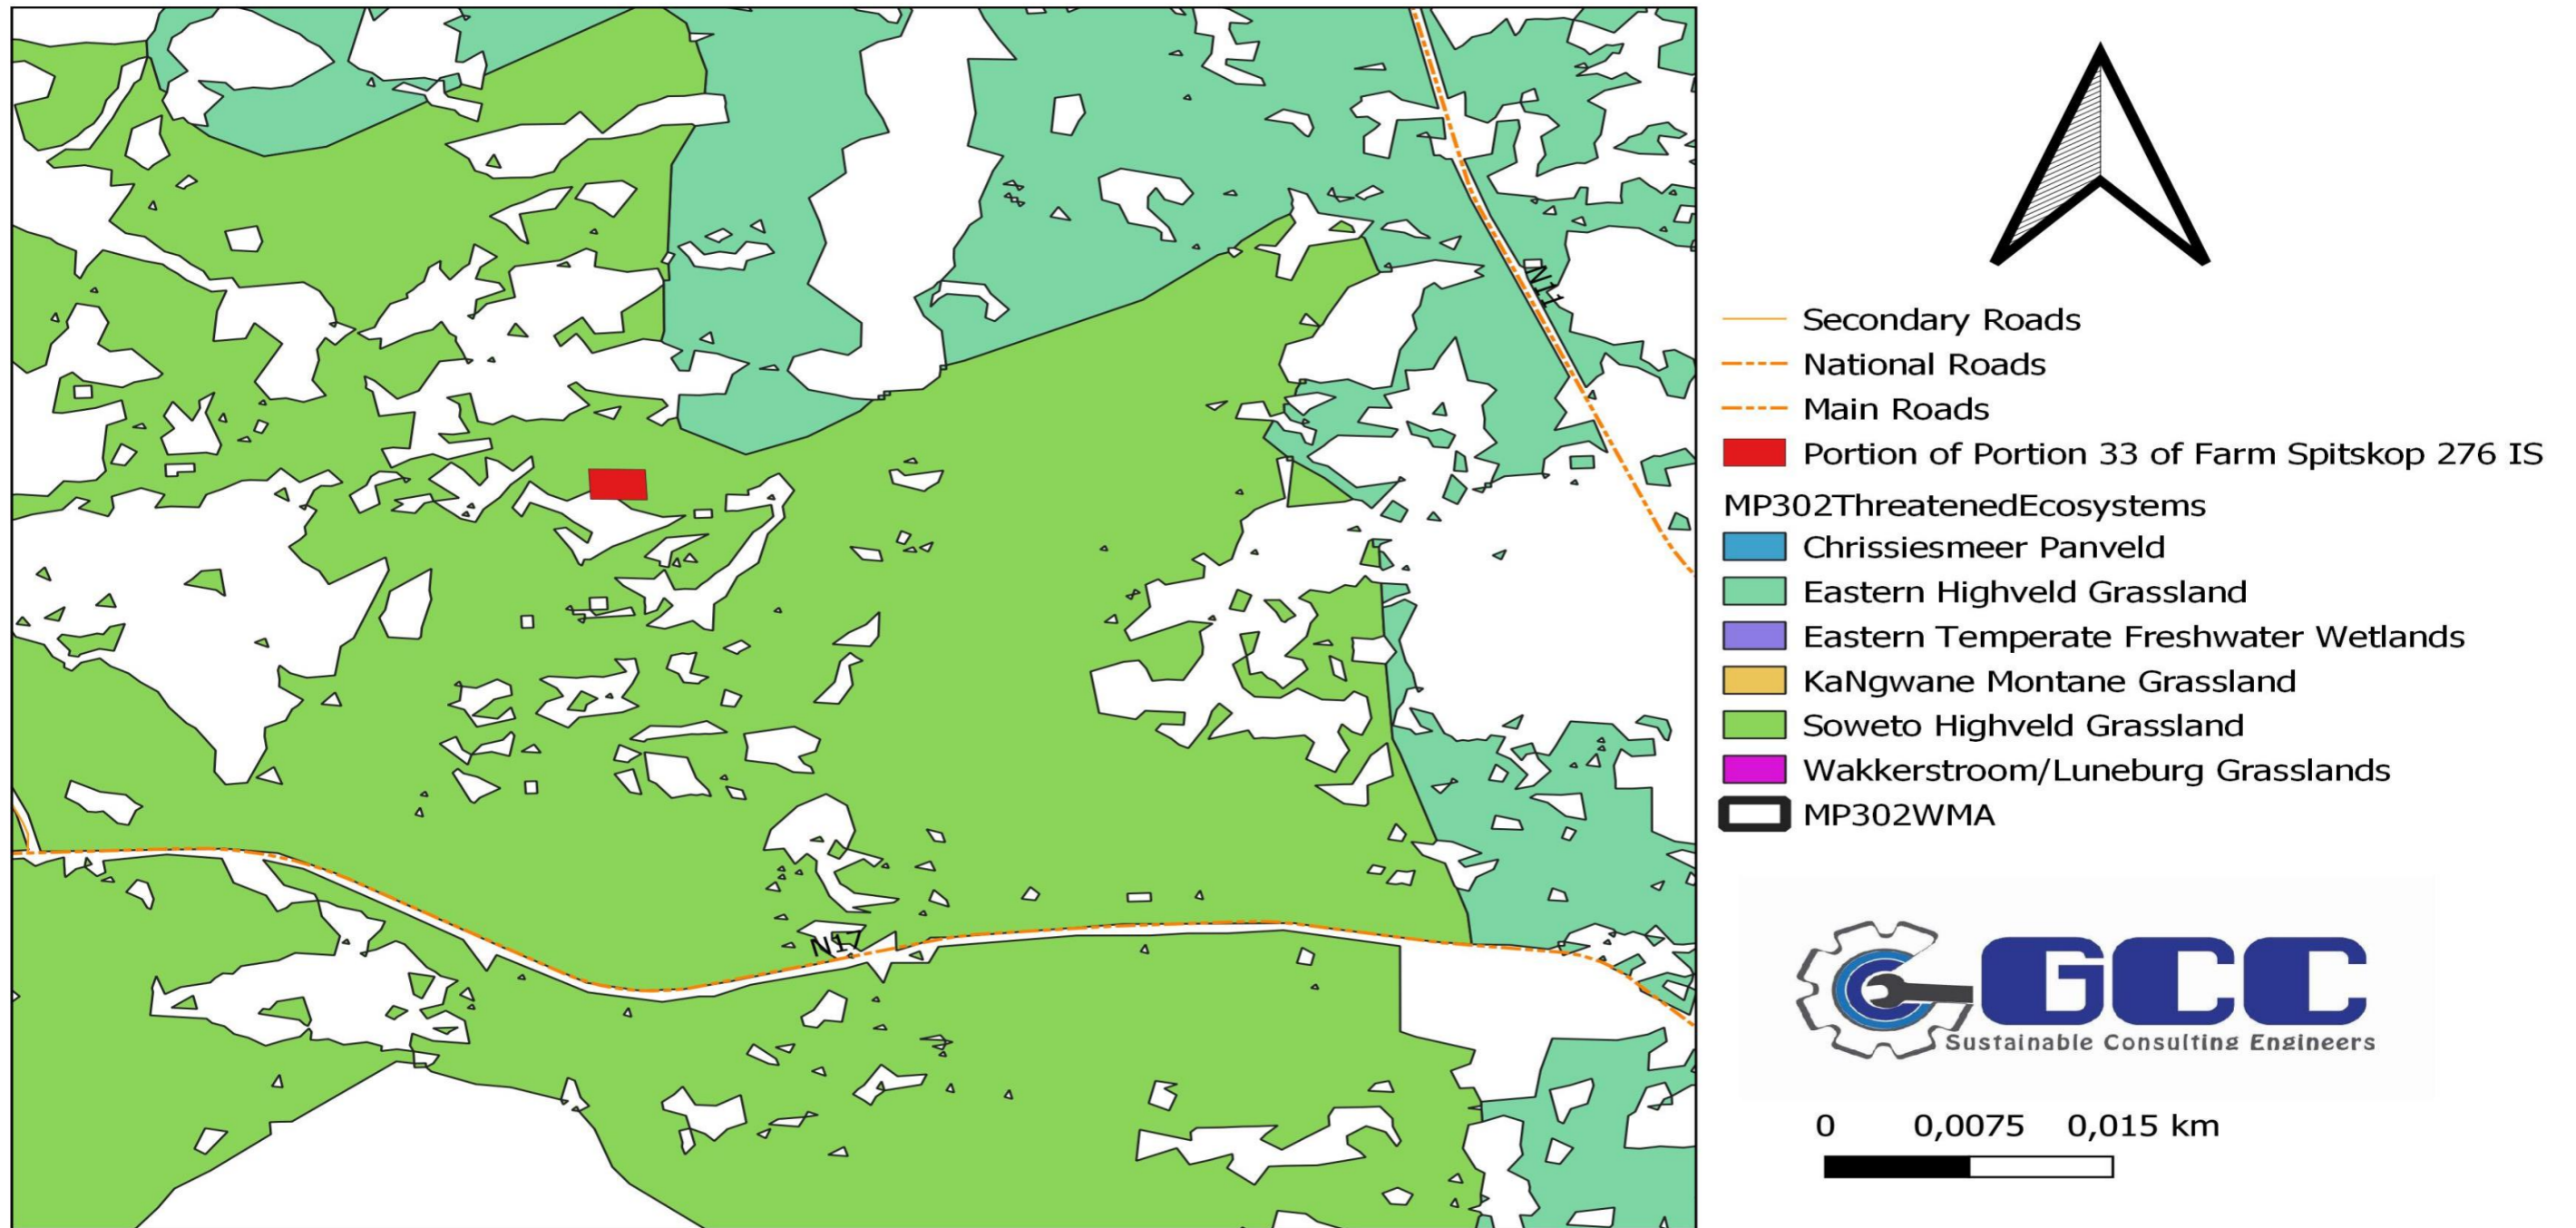 N11
N17
Secondary Roads
National Roads
Main Roads
Portion of Portion 33 of Farm Spitskop 276 IS
MP302ThreatenedEcosystems
Chrissiesmeer Panveld
Eastern Highveld Grassland
Eastern Temperate Freshwater Wetlands
KaNgwane Montane Grassland
Soweto Highveld Grassland
Wakkerstroom/Luneburg Grasslands
MP302WMA
GCC
Sustainable Consulting Engineers
0 0,0075 0,015 km